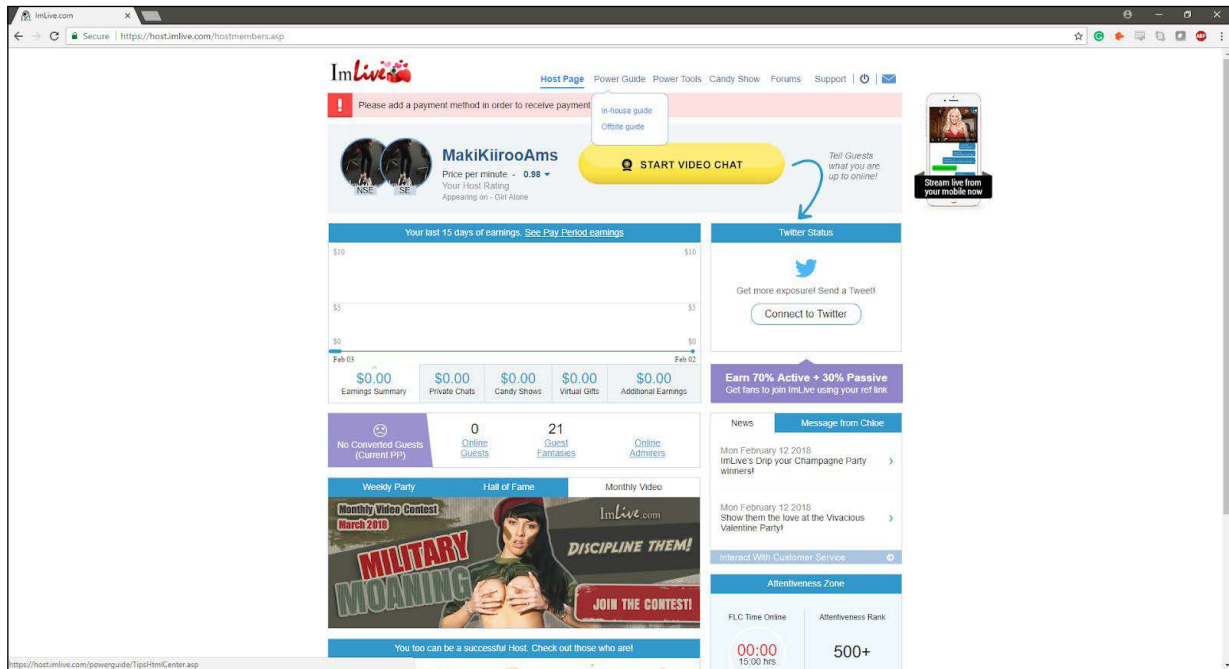 ImLive.com
Secure | https://host.imlive.com/hostmembers.asp
ImLive
Host Page Power Guide Power Tools Candy Show Forums Support
Please add a payment method in order to receive payment
In-house guide
Offsite guide
MakiKiirooAms
Price per minute - 0.98
Your Host Rating
Appearing on - Girl Alone
NSE SE
START VIDEO CHAT
Tell Guests
what you are
up to online!
Stream live from
your mobile now
Your last 15 days of earnings. See Pay Period earnings
$10 $10
$5 $5
$0 $0
Feb 03 Feb 02
$0.00 $0.00 $0.00 $0.00 $0.00
Earnings Summary Private Chats Candy Shows Virtual Gifts Additional Earnings
Twitter Status
Get more exposure! Send a Tweet!
Connect to Twitter
Earn 70% Active + 30% Passive
Get fans to join ImLive using your ref link
No Converted Guests
(Current PP)
0 21
Online Guests
Guest Fantasies
Online Admirers
News Message from Chloe
Mon February 12 2018
ImLive's Drip your Champagne Party
winners!
Mon February 12 2018
Show them the love at the Vivacious
Valentine Party!
Interact With Customer Service
Weekly Party Hall of Fame Monthly Video
Monthly Video Contest
March 2018
ImLive.com
MILITARY
MOANING
DISCIPLINE THEM!
JOIN THE CONTEST!
Attentiveness Zone
FLC Time Online Attentiveness Rank
00:00
15:00 hrs
500+
You too can be a successful Host. Check out those who are!
https://host.imlive.com/powerguide/TipsHtmlCenter.asp